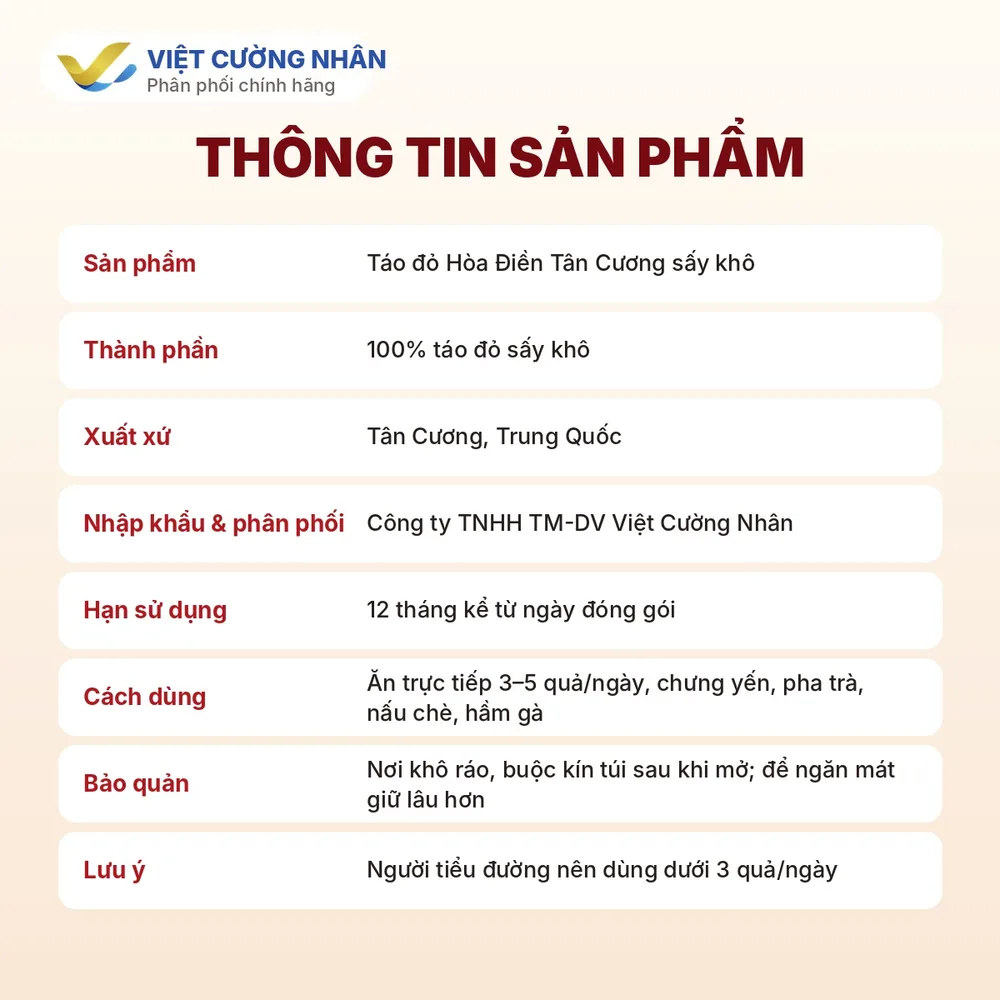 VIỆT CƯỜNG NHÂN
Phân phối chính hãng
THÔNG TIN SẢN PHẨM
Sản phẩm
Táo đỏ Hòa Điền Tân Cương sấy khô
Thành phần
100% táo đỏ sấy khô
Xuất xứ
Tân Cương, Trung Quốc
Nhập khẩu & phân phối
Công ty TNHH TM-DV Việt Cường Nhân
Hạn sử dụng
12 tháng kể từ ngày đóng gói
Cách dùng
Ăn trực tiếp 3–5 quả/ngày, chưng yến, pha trà,
nấu chè, hầm gà
Bảo quản
Nơi khô ráo, buộc kín túi sau khi mở; để ngăn mát
giữ lâu hơn
Lưu ý
Người tiểu đường nên dùng dưới 3 quả/ngày